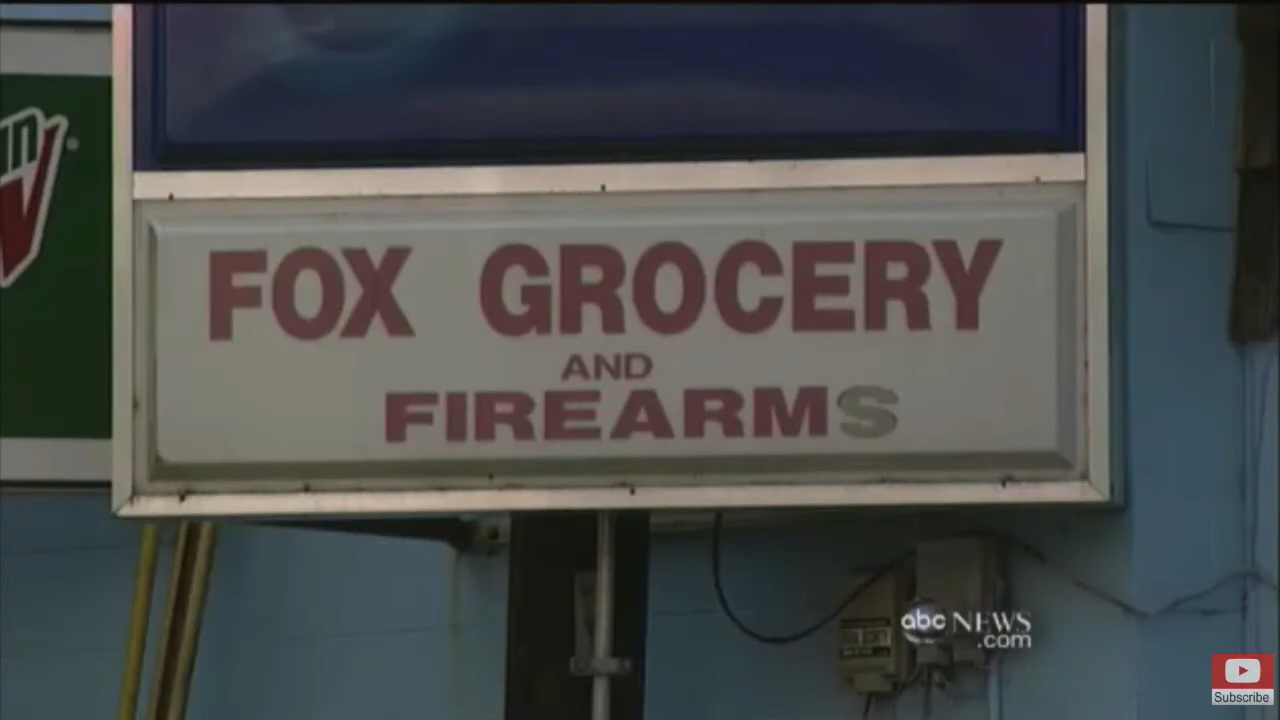 FOX GROCERY
AND
FIREARMS
abc NEWS
.com
Subscribe